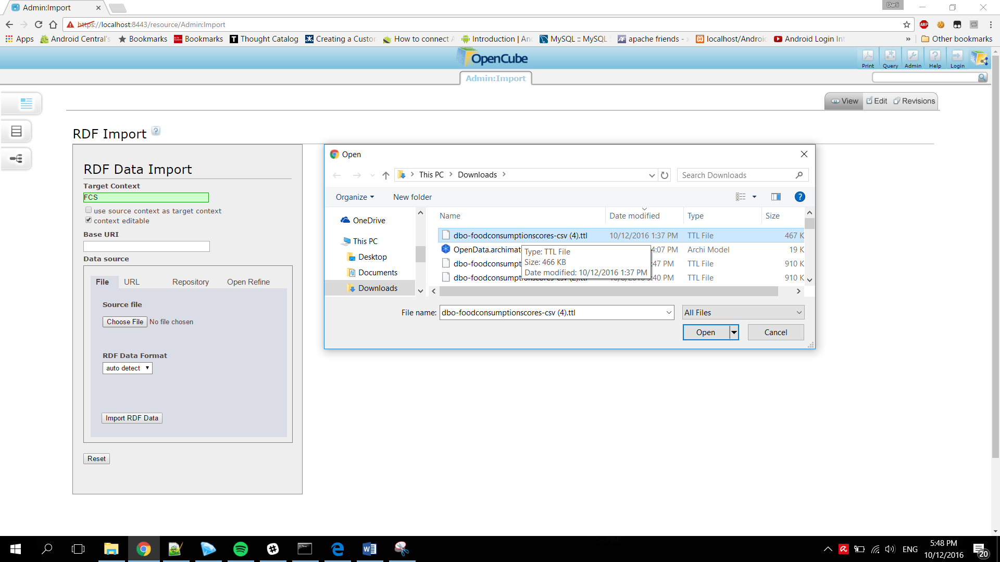 Admin:Import
Darli
https://localhost:8443/resource/Admin:Import
Apps
Android Central's
Bookmarks
Bookmarks
Thought Catalog
Creating a Custor
How to connect
Introduction | An
MySQL :: MySQL
apache friends -
localhost/Androic
Android Login Int
»
Other bookmarks
OpenCube
Print
Query
Admin
Help
Login
Admin:Import
View
Edit
Revisions
RDF Import
RDF Data Import
Target Context
FCS
use source context as target context
context editable
Base URI
Data source
File
URL
Repository
Open Refine
Source file
Choose File No file chosen
RDF Data Format
auto detect
Import RDF Data
Reset
Open
This PC
Downloads
Search Downloads
Organize
New folder
OneDrive
This PC
Desktop
Documents
Downloads
Name Date modified Type Size
dbo-foodconsumptionscores-csv (4).ttl 10/12/2016 1:37 PM TTL File 467 K
OpenData.archimat 4:07 PM Archi Model 19 K
dbo-foodconsumpt :47 PM TTL File 910 K
dbo-foodconsumptionscores-csv (2).ttl 9:40 PM TTL File 910 K
Type: TTL File
Size: 466 KB
Date modified: 10/12/2016 1:37 PM
File name: dbo-foodconsumptionscores-csv (4).ttl
All Files
Open
Cancel
ENG
5:48 PM
10/12/2016
20